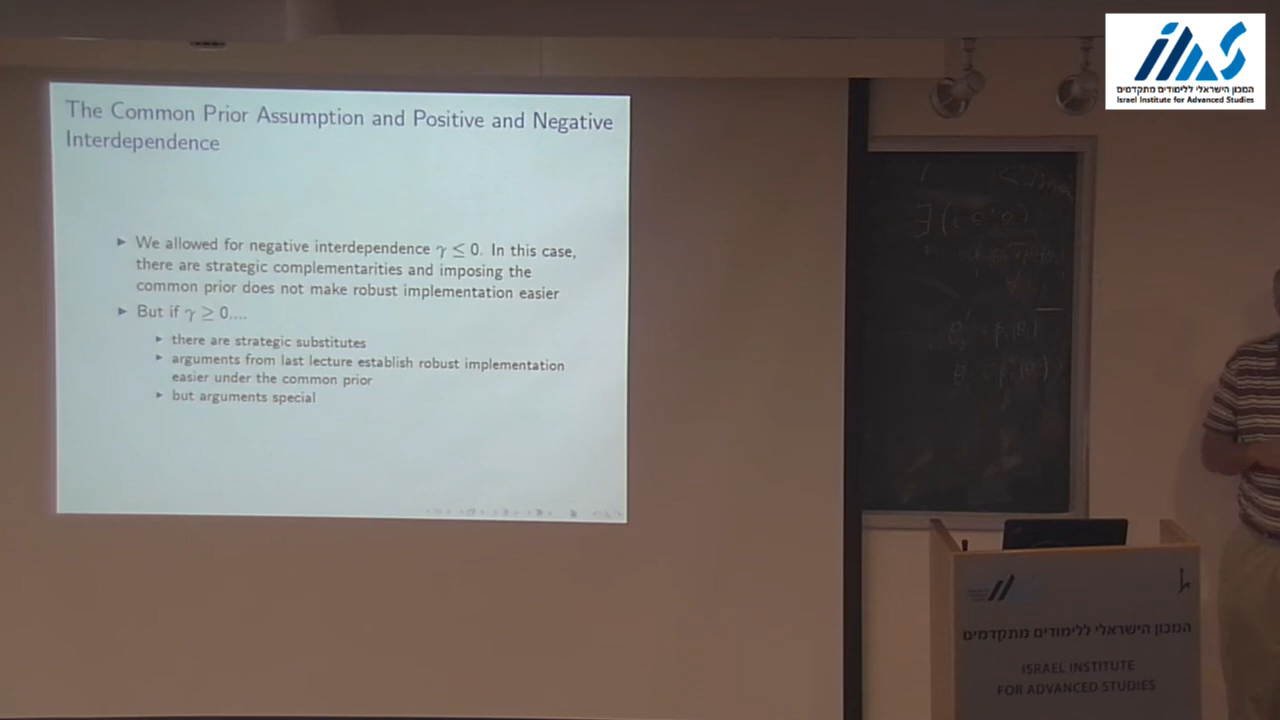 The Common Prior Assumption and Positive and Negative
Interdependence
▶ We allowed for negative interdependence γ ≤ 0. In this case,
there are strategic complementarities and imposing the
common prior does not make robust implementation easier
▶ But if γ ≥ 0....
▶ there are strategic substitutes
▶ arguments from last lecture establish robust implementation
easier under the common prior
▶ but arguments special
המכון הישראלי ללימודים מתקדמים
Israel Institute for Advanced Studies
המכון הישראלי ללימודים מתקדמים
ISRAEL INSTITUTE
FOR ADVANCED STUDIES